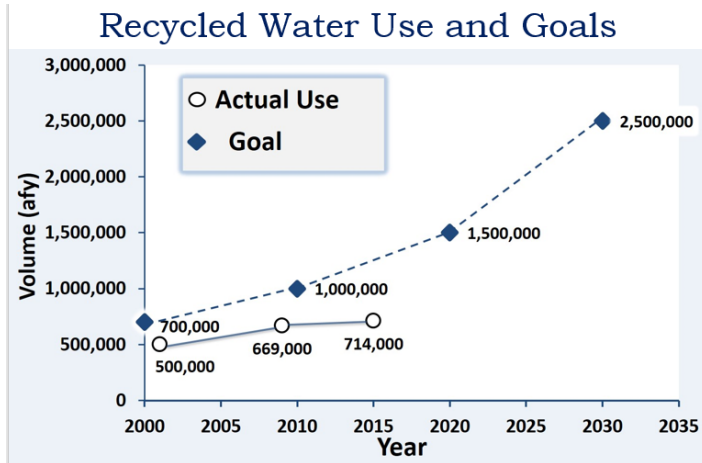 Recycled Water Use and Goals
3,000,000
Actual Use
Goal
2,500,000
2,500,000
2,000,000
1,500,000
1,500,000
1,000,000
1,000,000
700,000
500,000
669,000
714,000
500,000
0
2000 2005 2010 2015 2020 2025 2030 2035
Year
Volume (afy)